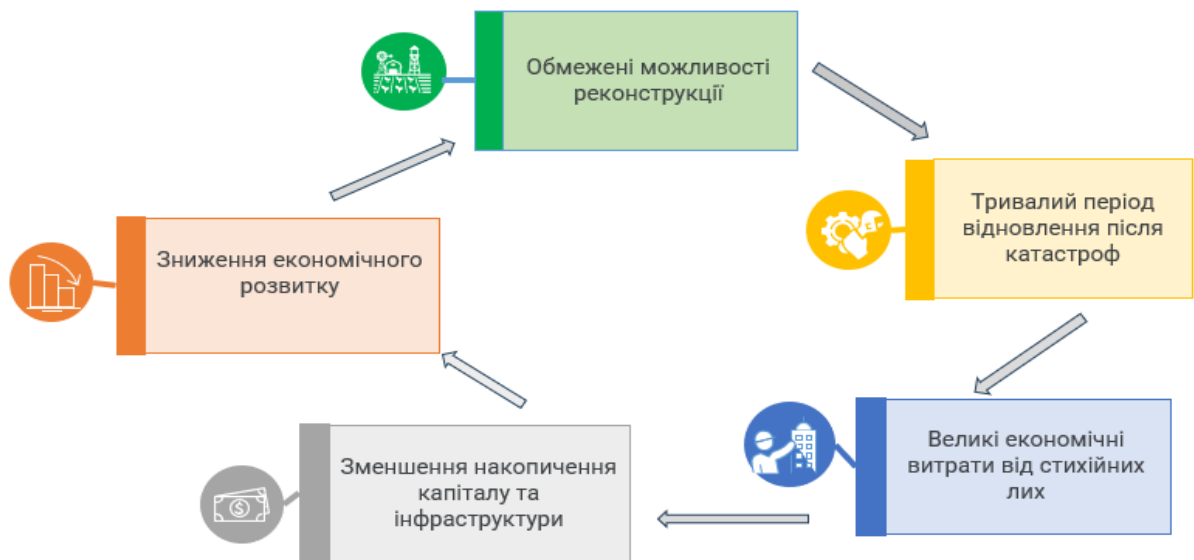 Обмежені можливості
реконструкції
Тривалий період
відновлення після
катастроф
Великі економічні
витрати від стихійних
лих
Зменшення накопичення
капіталу та
інфраструктури
Зниження економічного
розвитку